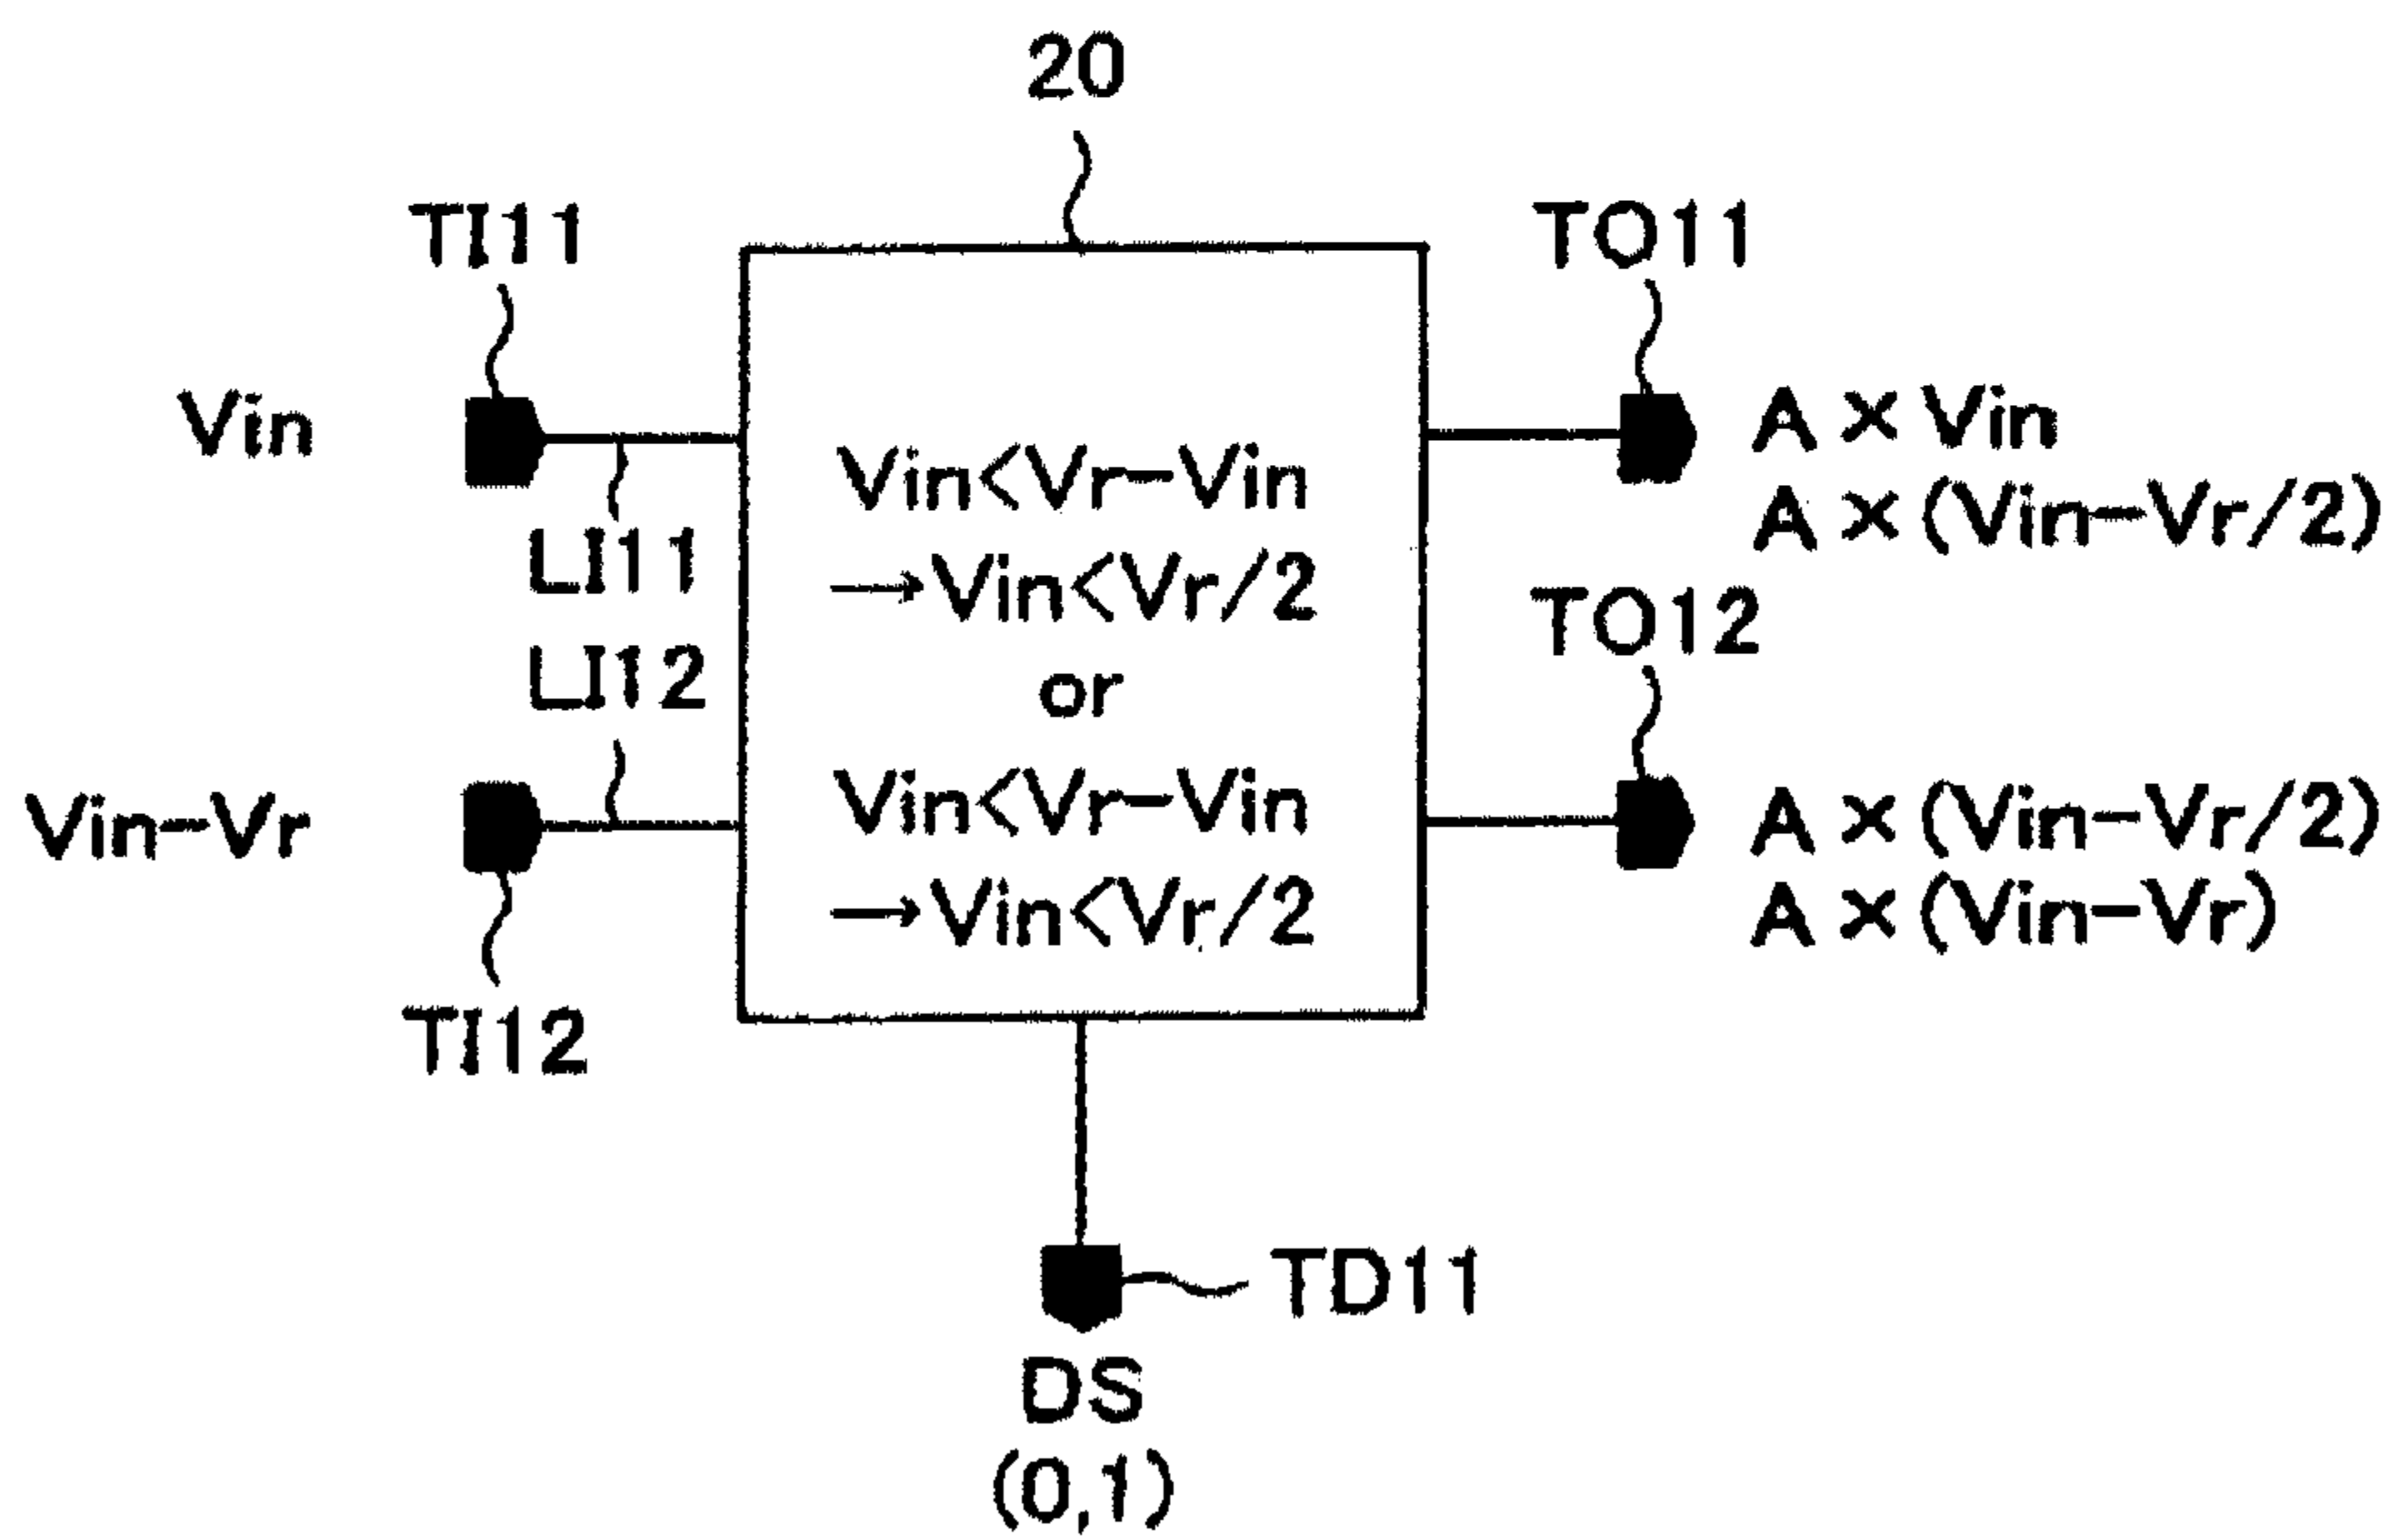 20
TI11
TO11
Vin
A × Vin
A × (Vin−Vr/2)
LI11
LI12
Vin<Vr−Vin
→Vin<Vr/2
or
Vin<Vr−Vin
→Vin<Vr/2
TO12
Vin−Vr
A × (Vin−Vr/2)
A × (Vin−Vr)
TI12
TD11
DS
(0,1)